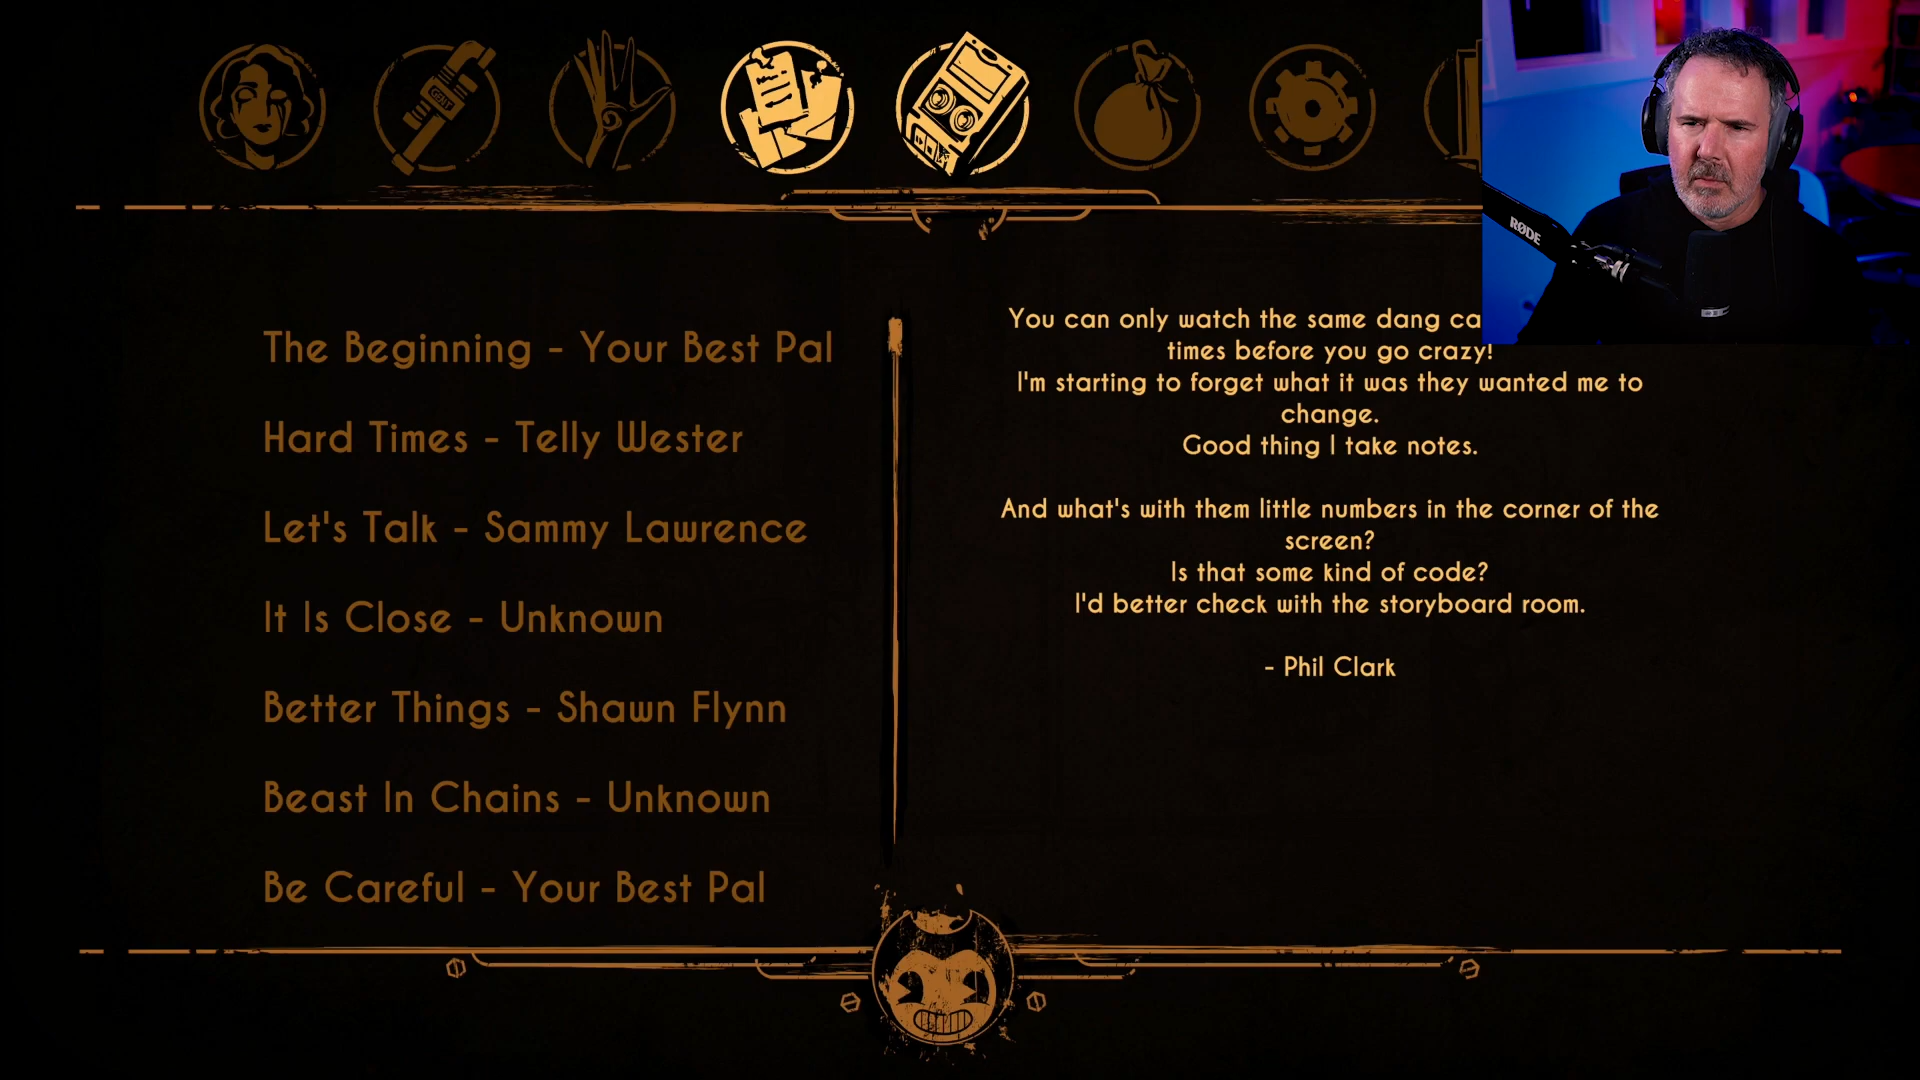 The Beginning - Your Best Pal
Hard Times - Telly Wester
Let's Talk - Sammy Lawrence
It Is Close - Unknown
Better Things - Shawn Flynn
Beast In Chains - Unknown
Be Careful - Your Best Pal
You can only watch the same dang
times before you go crazy!
I'm starting to forget what it was they wanted me to
change.
Good thing I take notes.
And what's with them little numbers in the corner of the
screen?
Is that some kind of code?
I'd better check with the storyboard room.
- Phil Clark
RØDE
GENT